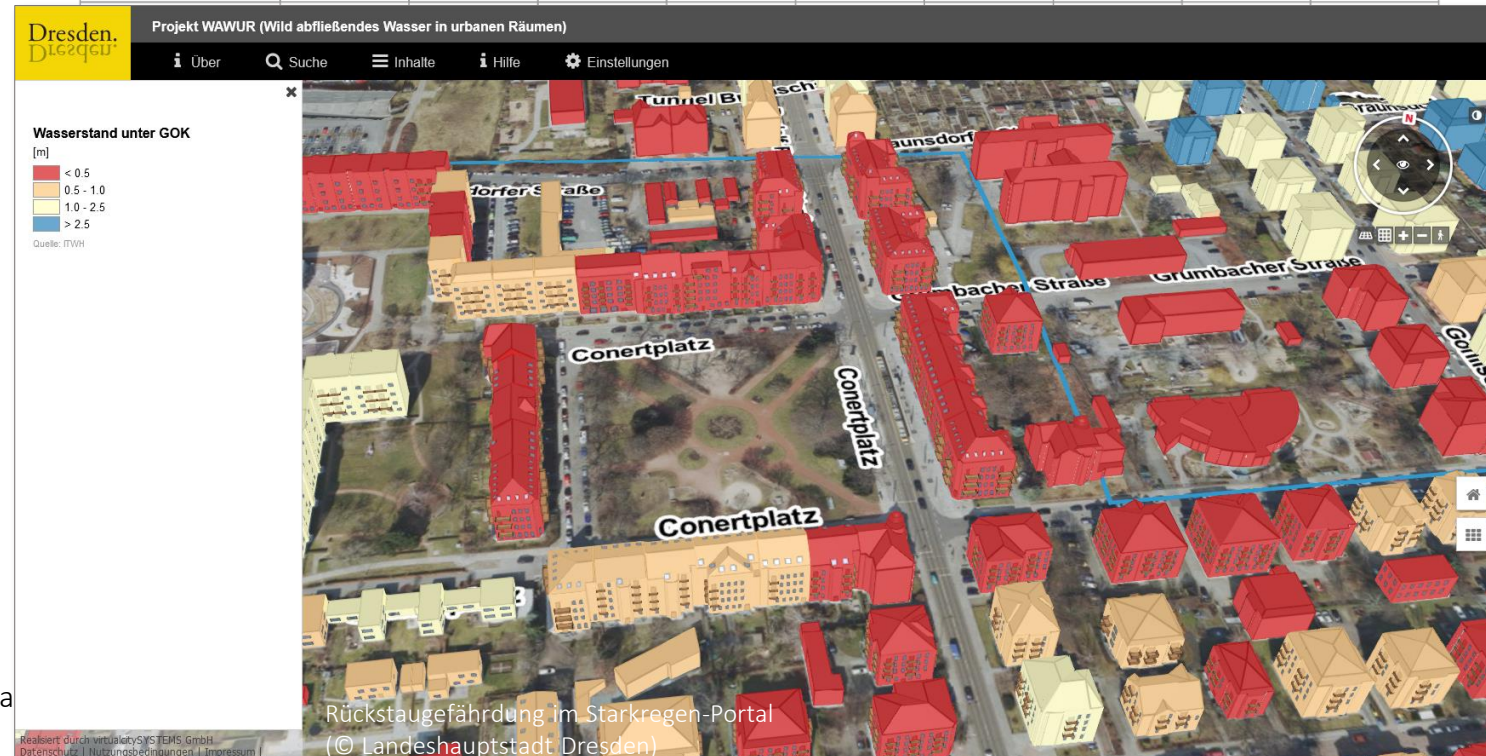 Dresden.
Dresden.
Projekt WAWUR (Wild abfließendes Wasser in urbanen Räumen)
Über
Suche
Inhalte
Hilfe
Einstellungen
Wasserstand unter GOK
[m]
< 0.5
0.5 - 1.0
1.0 - 2.5
> 2.5
Quelle: ITWH
Tunnel
N
dorfer Straße
Grumbacher Straße
Conertplatz
Conertplatz
Conertplatz
a
Rückstaugefährdung im Starkregen-Portal
(© Landeshauptstadt Dresden)
Realisiert durch virtualcitySYSTEMS GmbH
Datenschutz | Nutzungsbedingungen | Impressum |